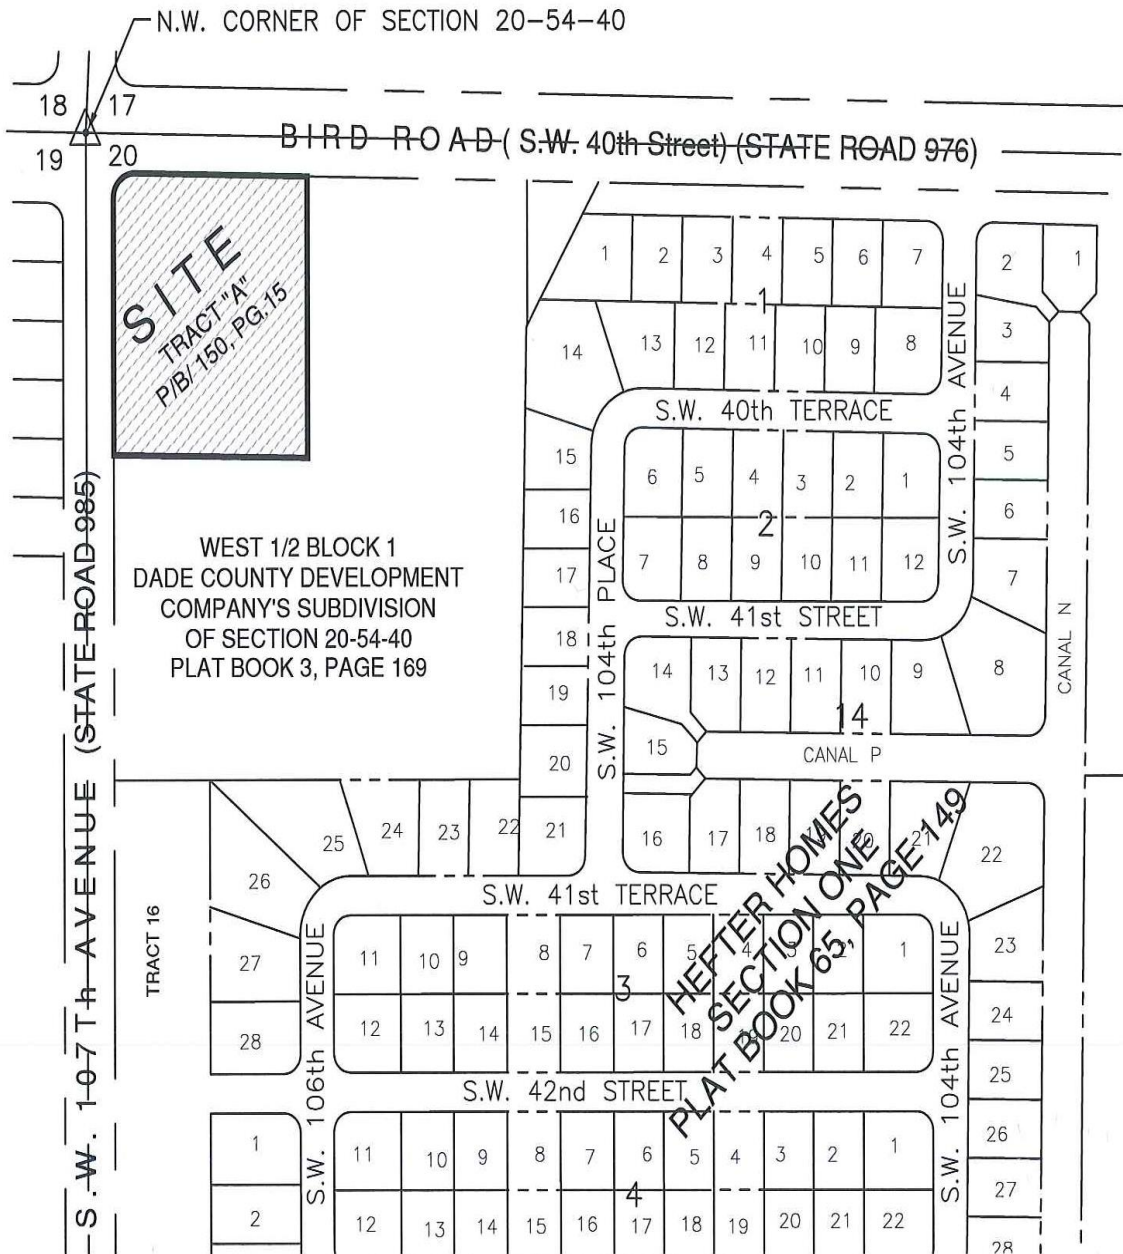 N.W. CORNER OF SECTION 20-54-40
18 17
19 20
BIRD ROAD ( S.W. 40th Street) (STATE ROAD 976)
SITE
TRACT "A"
P/B/ 150, PG.15
1 2 3 4 5 6 7
1
14 13 12 11 10 9 8
2 1
3
4
5
6
7
8
S.W. 40th TERRACE
S.W. 104th AVENUE
15
16
17
18
19
20
21
6 5 4 3 2 1
2
7 8 9 10 11 12
S.W. 104th PLACE
S.W. 41st STREET
CANAL N
WEST 1/2 BLOCK 1
DADE COUNTY DEVELOPMENT
COMPANY'S SUBDIVISION
OF SECTION 20-54-40
PLAT BOOK 3, PAGE 169
S.W. 107Th AVENUE (STATE ROAD 985)
14 13 12 11 10 9
14
15
CANAL P
16 17 18 19 20 21 22
HEFTER HOMES
SECTION ONE
PLAT BOOK 65, PAGE 149
26 25 24 23 22
27
28
TRACT 16
S.W. 41st TERRACE
S.W. 106th AVENUE
11 10 9 8 7 6 5 4 3 2 1
3
12 13 14 15 16 17 18 19 20 21 22
S.W. 104th AVENUE
23
24
25
26
27
28
S.W. 42nd STREET
1
2
11 10 9 8 7 6 5 4 3 2 1
4
12 13 14 15 16 17 18 19 20 21 22